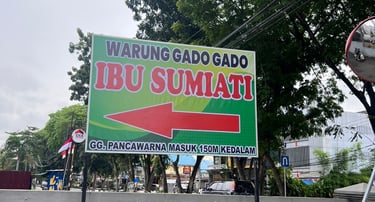 WARUNG GADO GADO
IBU SUMIATI
GG. PANCAWARNA MASUK 150M KEDALAM